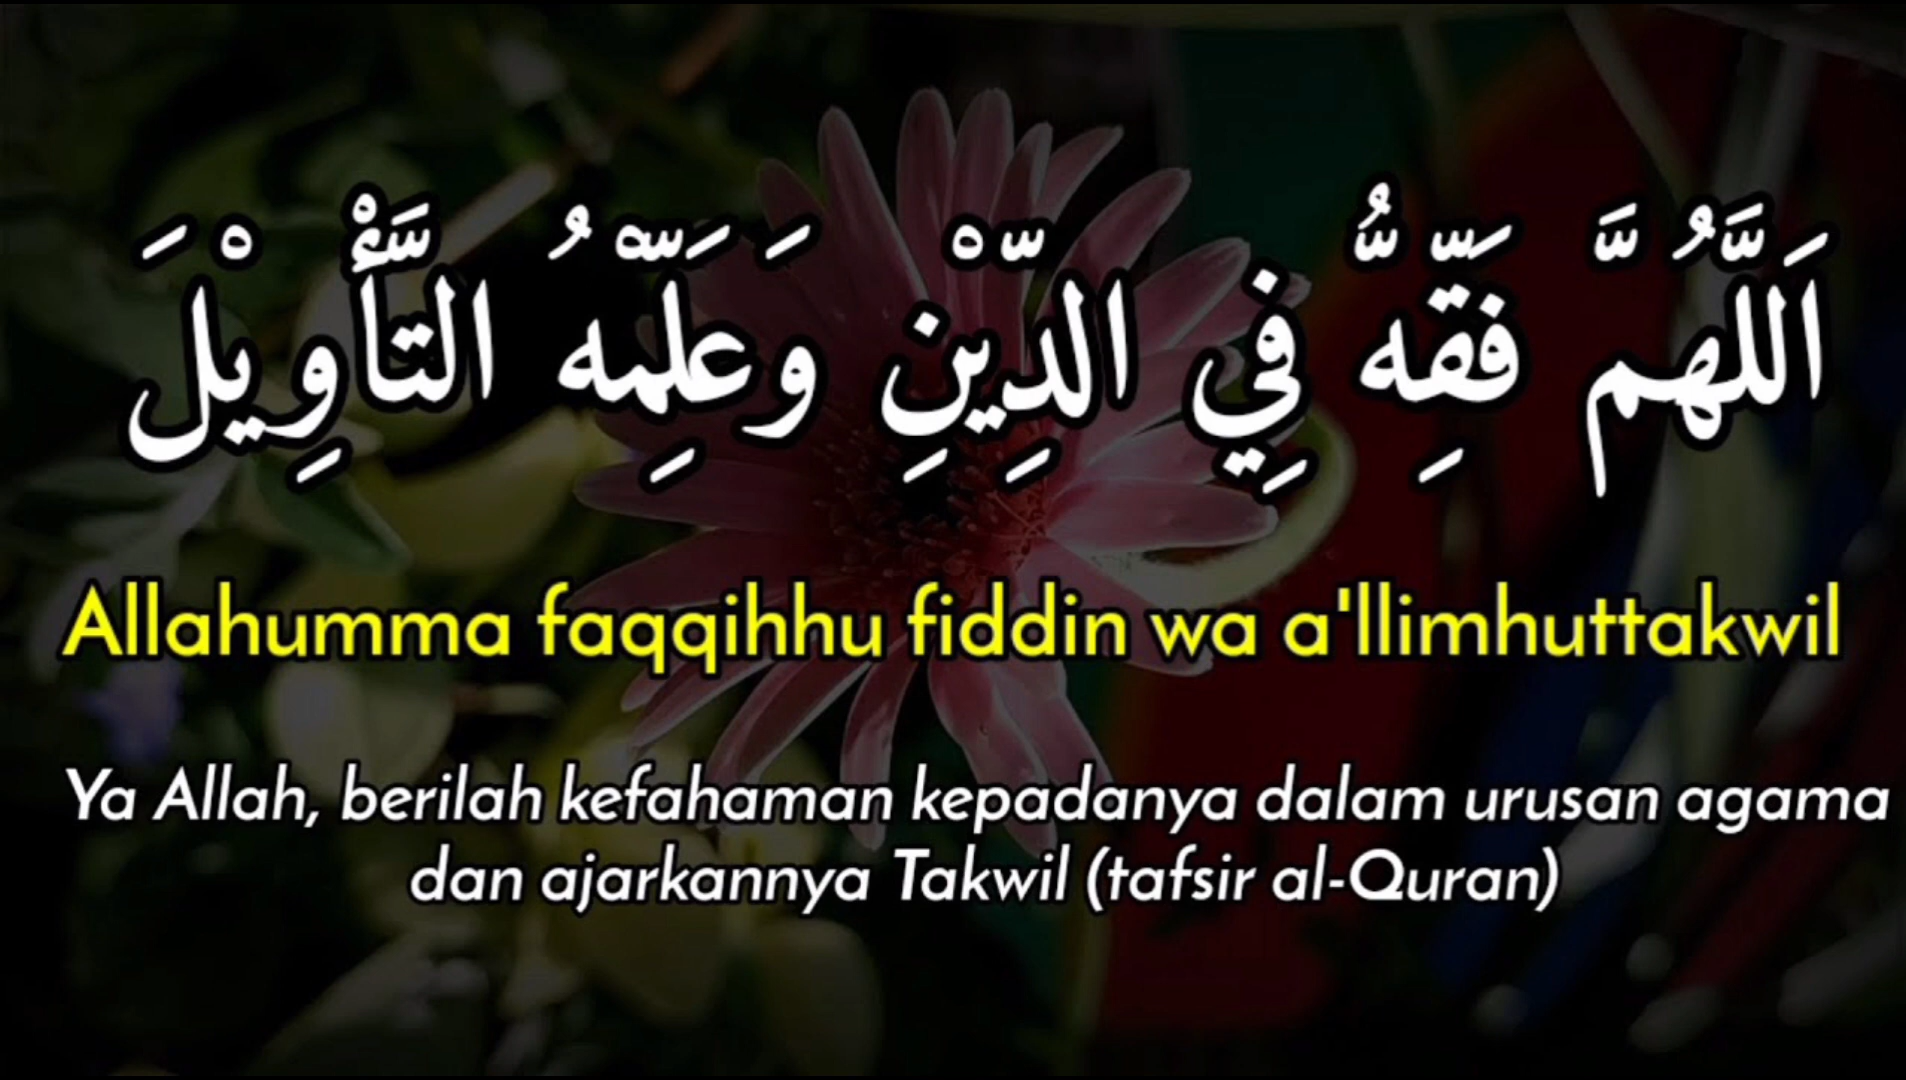 اَللَّهُمَّ فَقِّهُّ فِي الدِّيْنِ وَعَلِّمْهُ التَّأْوِيْلَ
Allahumma faqqihhu fiddin wa a'llimhuttakwil
Ya Allah, berilah kefahaman kepadanya dalam urusan agama
dan ajarkannya Takwil (tafsir al-Quran)